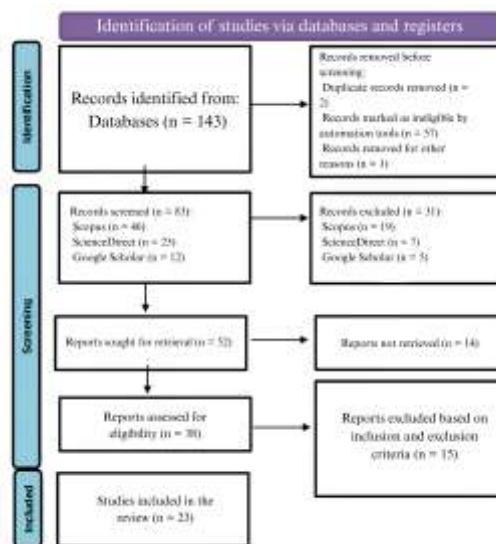 Identification of studies via databases and registers
Identification
Records identified from:
Databases (n = 143)
Records removed before
screening:
Duplicate records removed (n =
2)
Records marked as ineligible by
automation tools (n = 57)
Records removed for other
reasons (n = 1)
Screening
Records screened (n = 83):
Scopus (n = 46)
ScienceDirect (n = 25)
Google Scholar (n = 12)
Records excluded (n = 31):
Scopus (n = 19)
ScienceDirect (n = 7)
Google Scholar (n = 5)
Reports sought for retrieval (n = 52)
Reports not retrieved (n = 14)
Reports assessed for
eligibility (n = 38)
Reports excluded based on
inclusion and exclusion
criteria (n = 15)
Included
Studies included in the
review (n = 23)